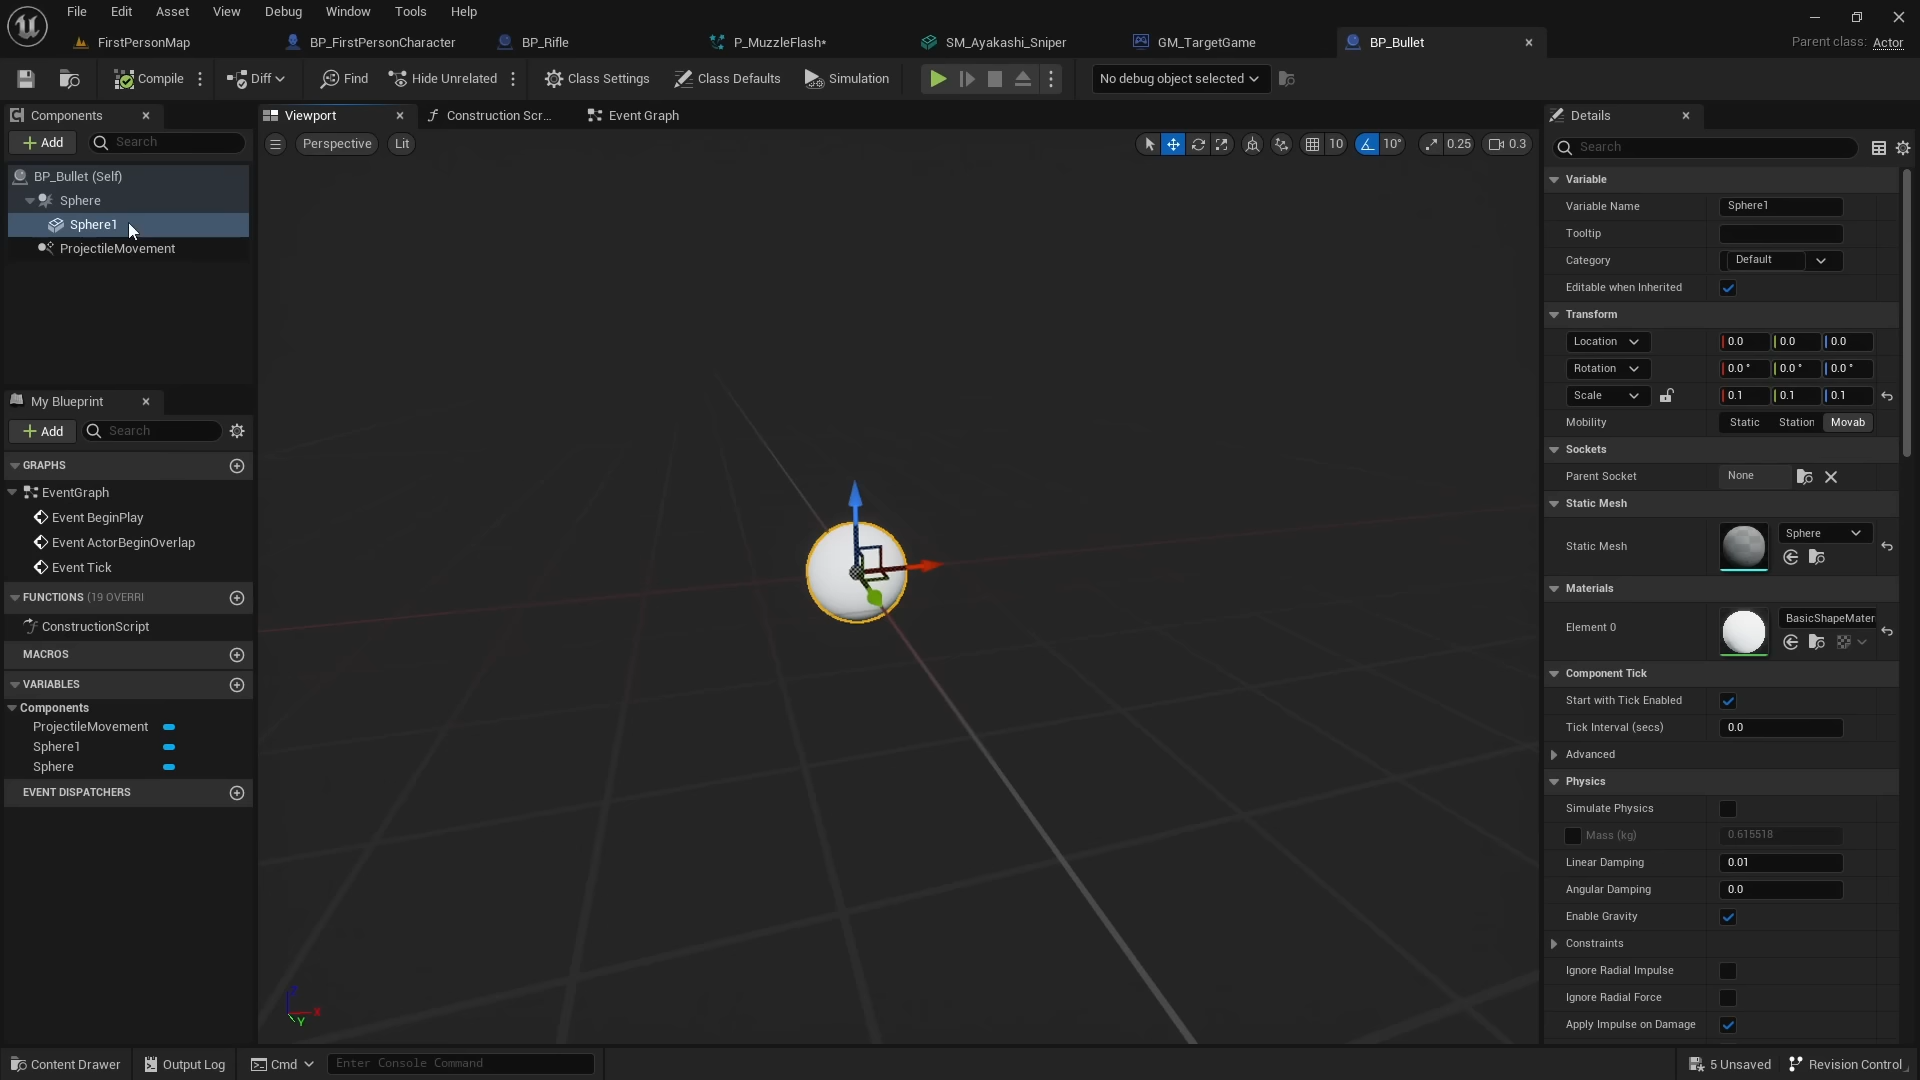 File Edit Asset View Window Debug Tools Help
FirstPersonMap BP_FirstPersonCharacter BP_Rifle P_MuzzleFlash* SM_Ayakashi_Sniper GM_TargetGame BP_Bullet
Parent class: Actor
Compile Diff Find Hide Unrelated Class Settings Class Defaults Simulation No debug object selected
Components
Add Search
BP_Bullet (Self)
Sphere
Sphere1
ProjectileMovement
My Blueprint
Add Search
GRAPHS
EventGraph
Event BeginPlay
Event ActorBeginOverlap
Event Tick
FUNCTIONS (19 OVERRI
ConstructionScript
MACROS
VARIABLES
Components
ProjectileMovement
Sphere1
Sphere
EVENT DISPATCHERS
Viewport Construction Scr... Event Graph
Perspective Lit 10 10° 0.25 0.3
X
Y
Details
Search
Variable
Variable Name Sphere1
Tooltip
Category Default
Editable when Inherited
Transform
Location 0.0 0.0 0.0
Rotation 0.0 ° 0.0 ° 0.0 °
Scale 0.1 0.1 0.1
Mobility Static Station Movab
Sockets
Parent Socket None
Static Mesh
Static Mesh Sphere
Materials
Element 0 BasicShapeMater
Component Tick
Start with Tick Enabled
Tick Interval (secs) 0.0
Advanced
Physics
Simulate Physics
Mass (kg) 0.615518
Linear Damping 0.01
Angular Damping 0.0
Enable Gravity
Constraints
Ignore Radial Impulse
Ignore Radial Force
Apply Impulse on Damage
Content Drawer Output Log Cmd Enter Console Command 5 Unsaved Revision Control